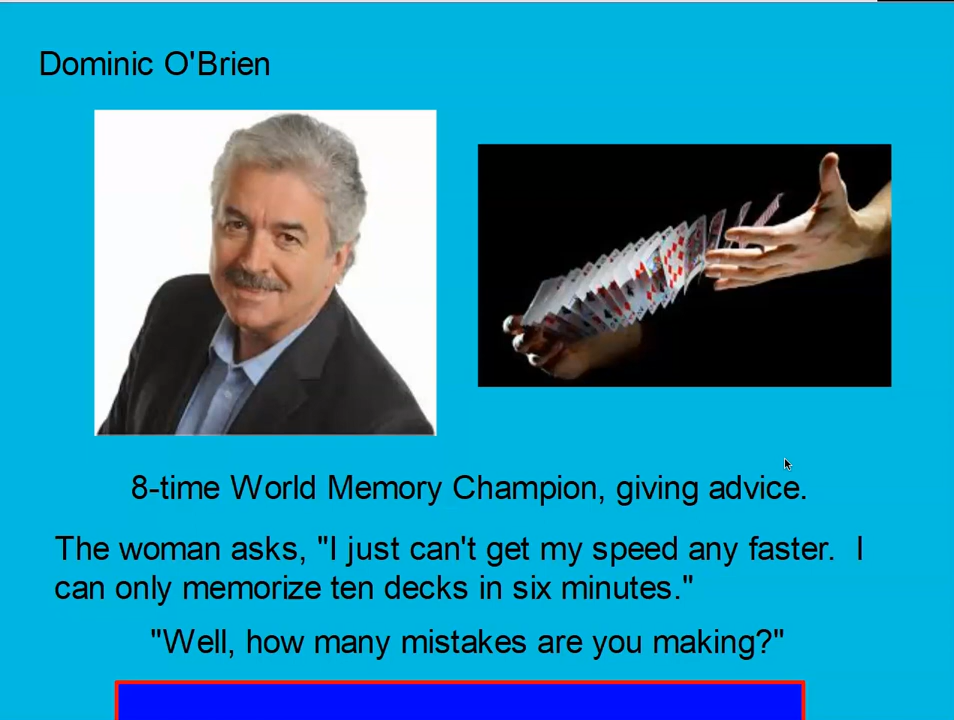 Dominic O'Brien
8-time World Memory Champion, giving advice.
The woman asks, "I just can't get my speed any faster.  I
can only memorize ten decks in six minutes."
"Well, how many mistakes are you making?"